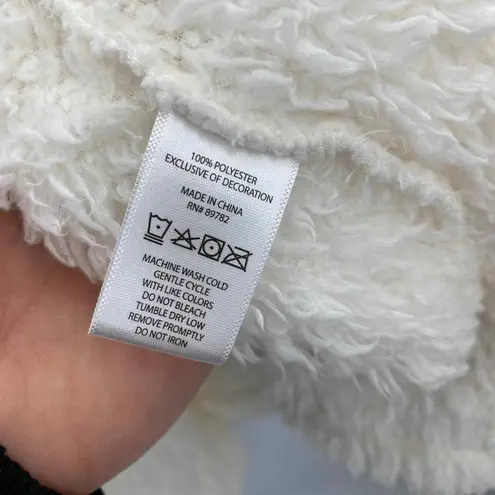 100% POLYESTER
EXCLUSIVE OF DECORATION
MADE IN CHINA
RN# 89782
MACHINE WASH COLD
GENTLE CYCLE
WITH LIKE COLORS
DO NOT BLEACH
TUMBLE DRY LOW
REMOVE PROMPTLY
DO NOT IRON